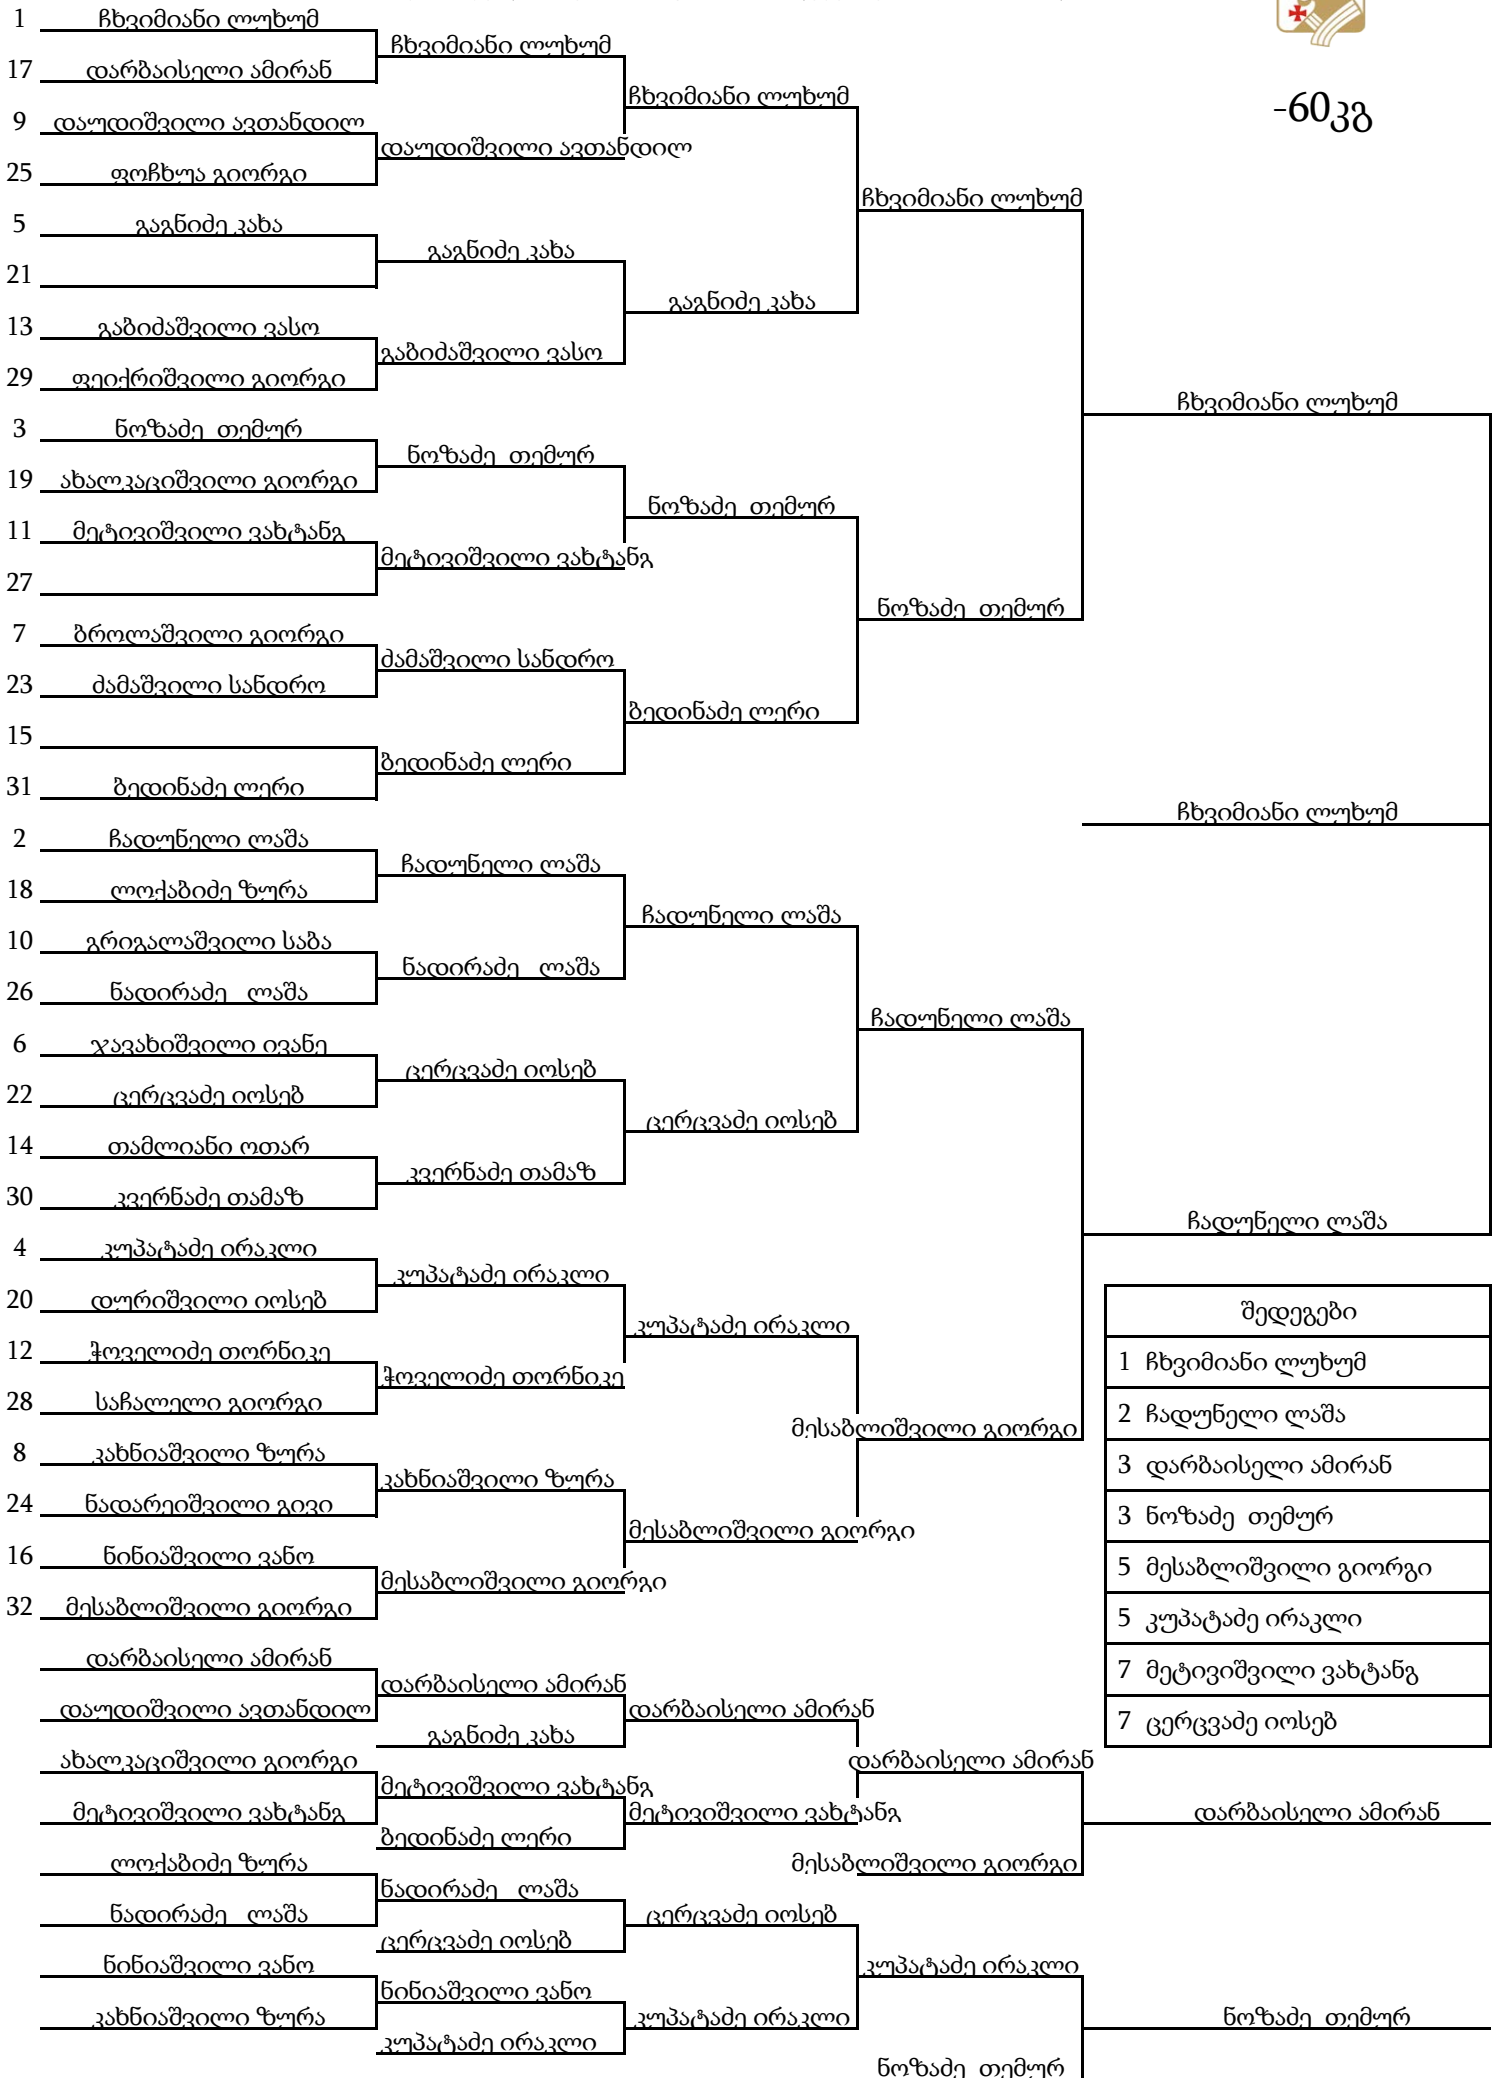 -60კგ
1 ჩხვიმიანი ლუხუმ
17 დარბაისელი ამირან
9 დაუდიშვილი ავთანდილ
25 ფოჩხუა გიორგი
5 გაგნიძე კახა
21
13 გაბიძაშვილი ვასო
29 ფეიქრიშვილი გიორგი
3 ნოზაძე თემურ
19 ახალკაციშვილი გიორგი
11 მეტივიშვილი ვახტანგ
27
7 ბროლაშვილი გიორგი
23 ძამაშვილი სანდრო
15
31 ბედინაძე ლერი
2 ჩადუნელი ლაშა
18 ლოქაბიძე ზურა
10 გრიგალაშვილი საბა
26 ნადირაძე ლაშა
6 ჯავახიშვილი ივანე
22 ცერცვაძე იოსებ
14 თამლიანი ოთარ
30 კვერნაძე თამაზ
4 კუპატაძე ირაკლი
20 დურიშვილი იოსებ
12 ჭოველიძე თორნიკე
28 საჩალელი გიორგი
8 კახნიაშვილი ზურა
24 ნადარეიშვილი გივი
16 ნინიაშვილი ვანო
32 მესაბლიშვილი გიორგი
ჩხვიმიანი ლუხუმ
დაუდიშვილი ავთანდილ
გაგნიძე კახა
გაბიძაშვილი ვასო
ნოზაძე თემურ
მეტივიშვილი ვახტანგ
ძამაშვილი სანდრო
ბედინაძე ლერი
ჩადუნელი ლაშა
ნადირაძე ლაშა
ცერცვაძე იოსებ
კვერნაძე თამაზ
კუპატაძე ირაკლი
ჭოველიძე თორნიკე
კახნიაშვილი ზურა
მესაბლიშვილი გიორგი
ჩხვიმიანი ლუხუმ
გაგნიძე კახა
ნოზაძე თემურ
ბედინაძე ლერი
ჩადუნელი ლაშა
ცერცვაძე იოსებ
კუპატაძე ირაკლი
მესაბლიშვილი გიორგი
ჩხვიმიანი ლუხუმ
ნოზაძე თემურ
ჩადუნელი ლაშა
მესაბლიშვილი გიორგი
ჩხვიმიანი ლუხუმ
ჩხვიმიანი ლუხუმ
ჩადუნელი ლაშა
შედეგები
1 ჩხვიმიანი ლუხუმ
2 ჩადუნელი ლაშა
3 დარბაისელი ამირან
3 ნოზაძე თემურ
5 მესაბლიშვილი გიორგი
5 კუპატაძე ირაკლი
7 მეტივიშვილი ვახტანგ
7 ცერცვაძე იოსებ
დარბაისელი ამირან
დაუდიშვილი ავთანდილ
ახალკაციშვილი გიორგი
მეტივიშვილი ვახტანგ
ლოქაბიძე ზურა
ნადირაძე ლაშა
ნინიაშვილი ვანო
კახნიაშვილი ზურა
დარბაისელი ამირან
გაგნიძე კახა
მეტივიშვილი ვახტანგ
ბედინაძე ლერი
ნადირაძე ლაშა
ცერცვაძე იოსებ
ნინიაშვილი ვანო
კუპატაძე ირაკლი
დარბაისელი ამირან
მეტივიშვილი ვახტანგ
ცერცვაძე იოსებ
კუპატაძე ირაკლი
დარბაისელი ამირან
მესაბლიშვილი გიორგი
კუპატაძე ირაკლი
ნოზაძე თემურ
დარბაისელი ამირან
ნოზაძე თემურ